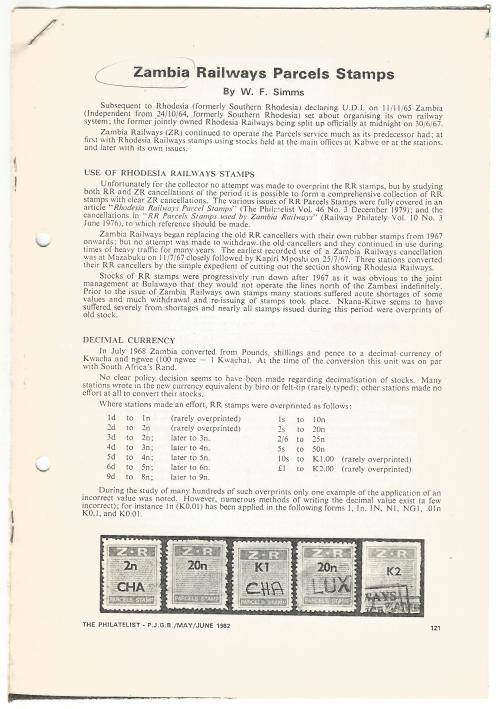 Zambia Railways Parcels Stamps
By W. F. Simms
Subsequent to Rhodesia (formerly Southern Rhodesia) declaring U.D.I. on 11/11/65 Zambia
(Independent from 24/10/64, formerly Southern Rhodesia) set about organising its own railway
system; the former jointly owned Rhodesia Railways being split up officially at midnight on 30/6/67.
Zambia Railways (ZR) continued to operate the Parcels service much as its predecessor had; at
first with Rhodesia Railways stamps using stocks held at the main offices at Kabwe or at the stations,
and later with its own issues.
USE OF RHODESIA RAILWAYS STAMPS
Unfortunately for the collector no attempt was made to overprint the RR stamps, but by studying
both RR and ZR cancellations of the period it is possible to form a comprehensive collection of RR
stamps with clear ZR cancellations. The various issues of RR Parcels Stamps were fully covered in an
article "Rhodesia Railways Parcel Stamps" (The Philatelist Vol. 46 No. 3 December 1979); and the
cancellations in "RR Parcels Stamps used by Zambia Railways" (Railway Philately Vol. 10 No. 3
June 1976), to which reference should be made.
Zambia Railways began replacing the old RR cancellers with their own rubber stamps from 1967
onwards; but no attempt was made to withdraw the old cancellers and they continued in use during
times of heavy traffic for many years. The earliest recorded use of a Zambia Railways cancellation
was at Mazabuku on 11/7/67 closely followed by Kapiri Mposhi on 25/7/67. Three stations converted
their RR cancellers by the simple expedient of cutting out the section showing Rhodesia Railways.
Stocks of RR stamps were progressively run down after 1967 as it was obvious to the joint
management at Bulawayo that they would not operate the lines north of the Zambesi indefinitely.
Prior to the issue of Zambia Railways own stamps many stations suffered acute shortages of some
values and much withdrawal and re-issuing of stamps took place. Nkana-Kitwe seems to have
suffered severely from shortages and nearly all stamps issued during this period were overprints of
old stock.
DECIMAL CURRENCY
In July 1968 Zambia converted from Pounds, shillings and pence to a decimal currency of
Kwacha and ngwee (100 ngwee = 1 Kwacha). At the time of the conversion this unit was on par
with South Africa's Rand.
No clear policy decision seems to have been made regarding decimalisation of stocks. Many
stations wrote in the new currency equivalent by biro or felt-tip (rarely typed); other stations made no
effort at all to convert their stocks.
Where stations made an effort, RR stamps were overprinted as follows:
1d to 1n (rarely overprinted) 1s to 10n
2d to 2n (rarely overprinted) 2s to 20n
3d to 2n; later to 3n. 2/6 to 25n
4d to 3n; later to 4n. 5s to 50n
5d to 4n; later to 5n. 10s to K1.00 (rarely overprinted)
6d to 5n; later to 6n. £1 to K2.00 (rarely overprinted)
9d to 8n; later to 9n.
During the study of many hundreds of such overprints only one example of the application of an
incorrect value was noted. However, numerous methods of writing the decimal value exist (a few
incorrect); for instance 1n (K0.01) has been applied in the following forms 1, 1n, 1N, N1, NG1, .01n
K0.1, and K0.01.
Z·R Z·R Z·R Z·R Z·R
2n 20n K1 20n K2
CHA CHA LUX WAYS
PARCELS STAMP PARCELS STAMP PARCELS STAMP PARCELS STAMP
THE PHILATELIST - P.J.G.B./MAY/JUNE 1982
121